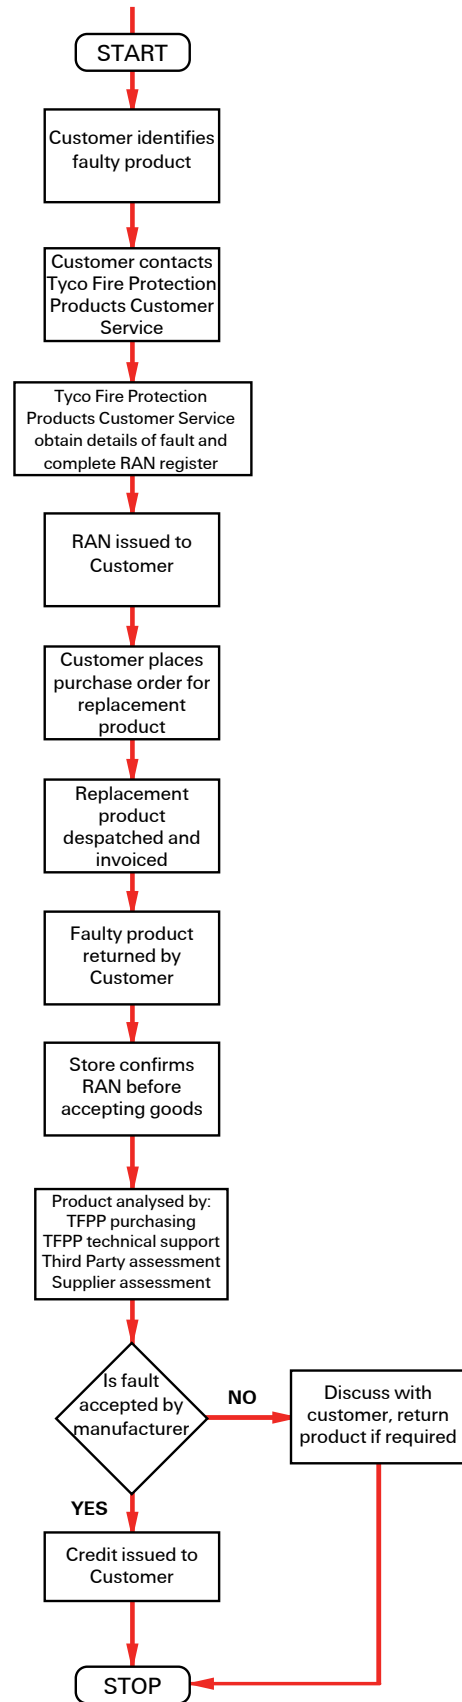 START
Customer identifies
faulty product
Customer contacts
Tyco Fire Protection
Products Customer
Service
Tyco Fire Protection
Products Customer Service
obtain details of fault and
complete RAN register
RAN issued to
Customer
Customer places
purchase order for
replacement
product
Replacement
product
despatched and
invoiced
Faulty product
returned by
Customer
Store confirms
RAN before
accepting goods
Product analysed by:
TFPP purchasing
TFPP technical support
Third Party assessment
Supplier assessment
Is fault
accepted by
manufacturer
NO
Discuss with
customer, return
product if required
YES
Credit issued to
Customer
STOP